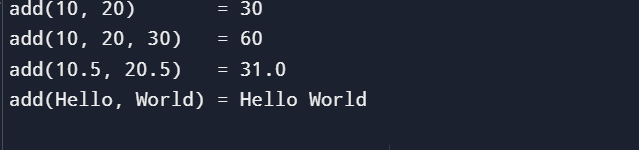 add(10, 20)       = 30
add(10, 20, 30)   = 60
add(10.5, 20.5)   = 31.0
add(Hello, World) = Hello World